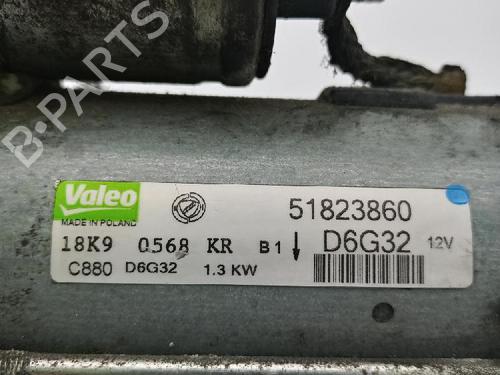 Valeo
MADE IN POLAND
51823860
18K9 0568 KR B1 ↓ D6G32 12V
C880 D6G32 1.3 KW
B-PARTS